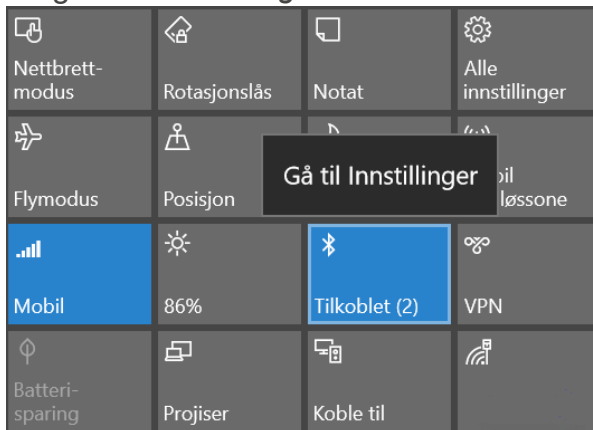 Nettbrett-
modus
Rotasjonslås
Notat
Alle
innstillinger
Flymodus
Posisjon
Gå til Innstillinger
Mobil
86%
Tilkoblet (2)
VPN
Batteri-
sparing
Projiser
Koble til